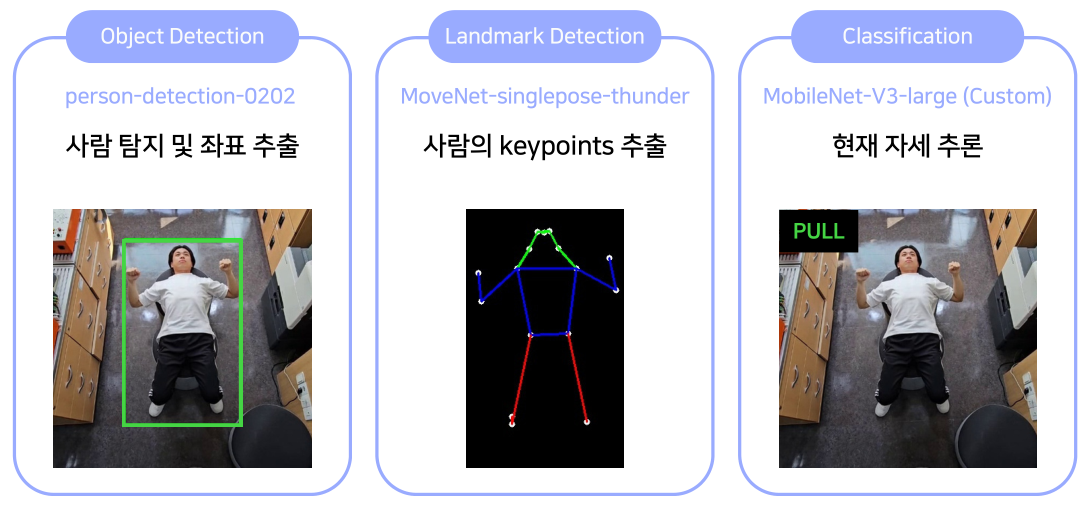 Object Detection
person-detection-0202
사람 탐지 및 좌표 추출
Landmark Detection
MoveNet-singlepose-thunder
사람의 keypoints 추출
Classification
MobileNet-V3-large (Custom)
현재 자세 추론
PULL